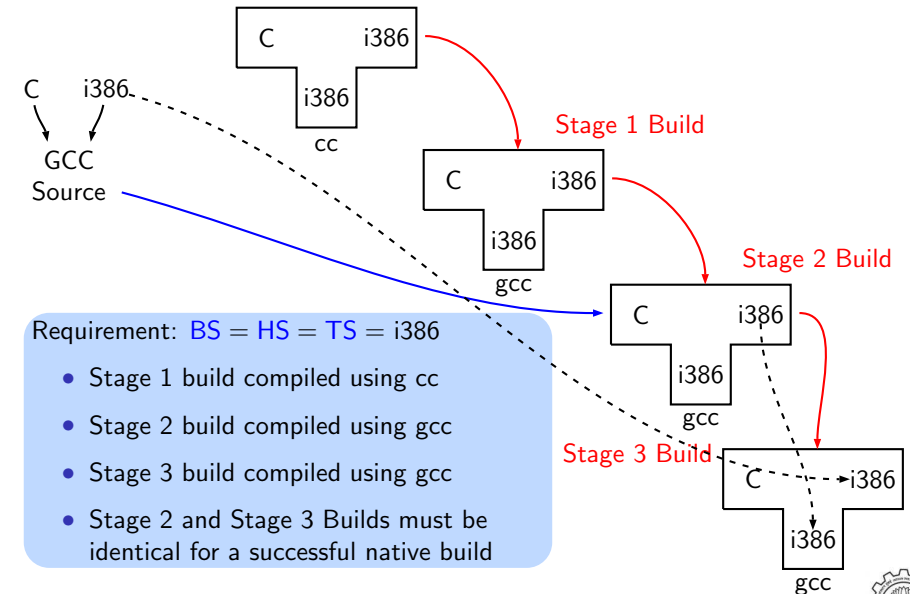 C i386
i386
cc
C i386
GCC
Source
Stage 1 Build
C i386
i386
gcc
Stage 2 Build
C i386
i386
gcc
Requirement: BS = HS = TS = i386
• Stage 1 build compiled using cc
• Stage 2 build compiled using gcc
• Stage 3 build compiled using gcc
• Stage 2 and Stage 3 Builds must be
identical for a successful native build
Stage 3 Build
C i386
i386
gcc